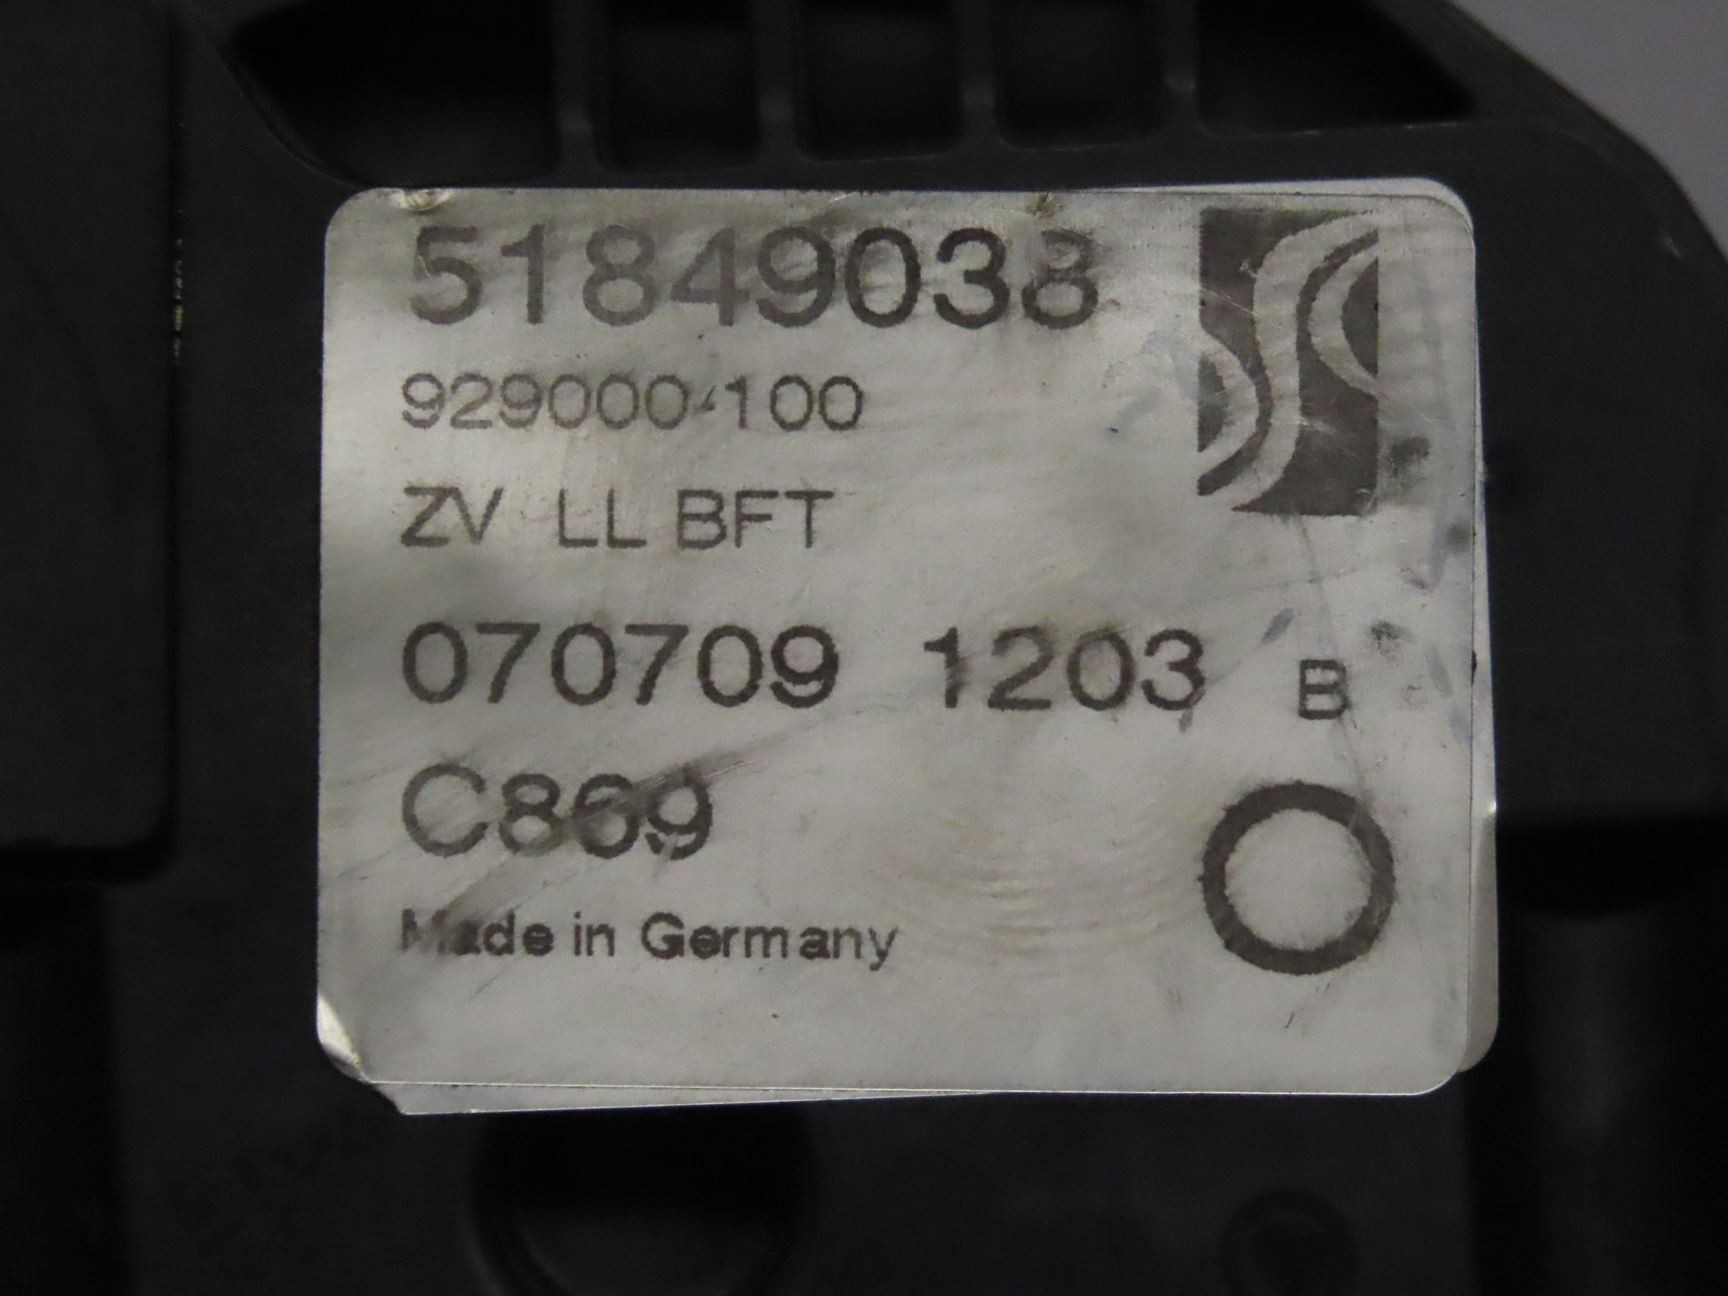 51849038
929000-100
ZV LL BFT
070709 1203 B
C869
Made in Germany